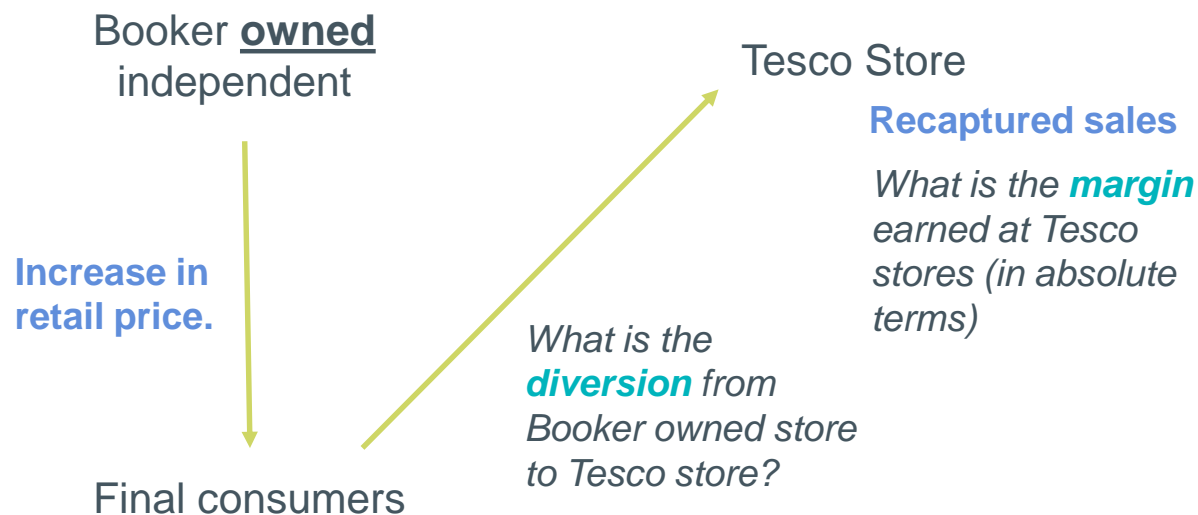 Booker owned
independent
Tesco Store
Recaptured sales
What is the margin
earned at Tesco
stores (in absolute
terms)
Increase in
retail price.
What is the
diversion from
Booker owned store
to Tesco store?
Final consumers